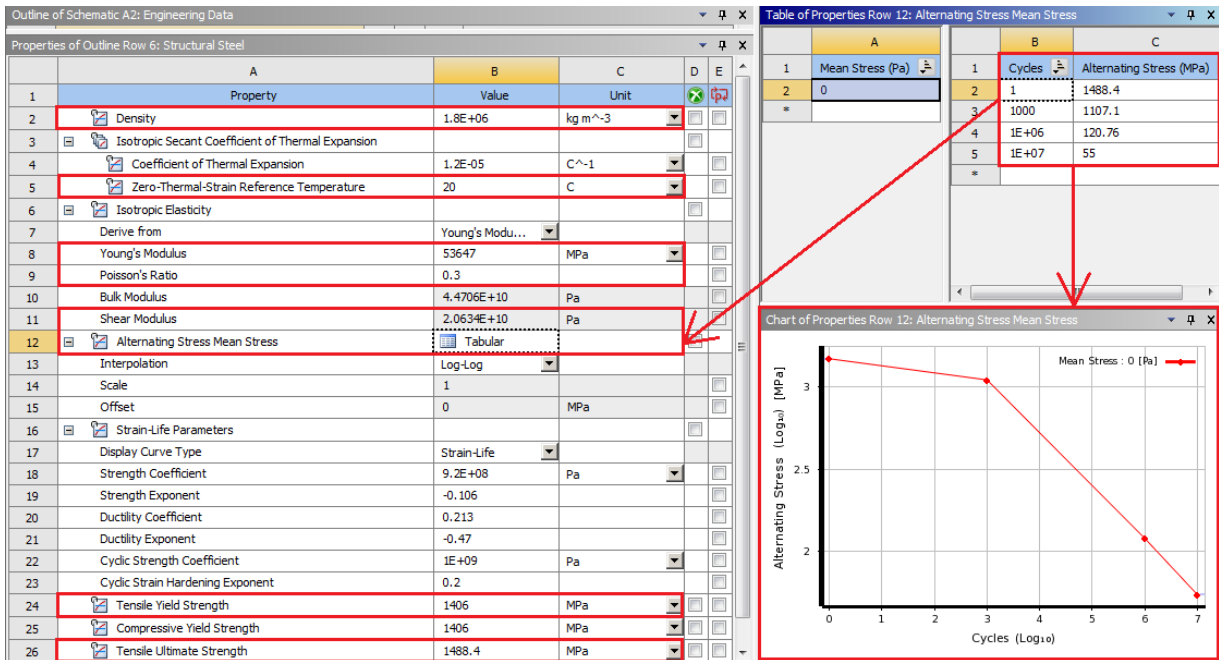 Outline of Schematic A2: Engineering Data
Properties of Outline Row 6: Structural Steel
A B C D E
1 Property Value Unit
2 Density 1.8E+06 kg m^-3
3 Isotropic Secant Coefficient of Thermal Expansion
4 Coefficient of Thermal Expansion 1.2E-05 C^-1
5 Zero-Thermal-Strain Reference Temperature 20 C
6 Isotropic Elasticity
7 Derive from Young's Modu...
8 Young's Modulus 53647 MPa
9 Poisson's Ratio 0.3
10 Bulk Modulus 4.4706E+10 Pa
11 Shear Modulus 2.0634E+10 Pa
12 Alternating Stress Mean Stress Tabular
13 Interpolation Log-Log
14 Scale 1
15 Offset 0 MPa
16 Strain-Life Parameters
17 Display Curve Type Strain-Life
18 Strength Coefficient 9.2E+08 Pa
19 Strength Exponent -0.106
20 Ductility Coefficient 0.213
21 Ductility Exponent -0.47
22 Cyclic Strength Coefficient 1E+09 Pa
23 Cyclic Strain Hardening Exponent 0.2
24 Tensile Yield Strength 1406 MPa
25 Compressive Yield Strength 1406 MPa
26 Tensile Ultimate Strength 1488.4 MPa
Table of Properties Row 12: Alternating Stress Mean Stress
A
1 Mean Stress (Pa)
2 0
*
B C
1 Cycles Alternating Stress (MPa)
2 1 1488.4
3 1000 1107.1
4 1E+06 120.76
5 1E+07 55
*
Chart of Properties Row 12: Alternating Stress Mean Stress
Mean Stress : 0 [Pa]
Alternating Stress (Log₁₀) [MPa]
3
2.5
2
0 1 2 3 4 5 6 7
Cycles (Log₁₀)